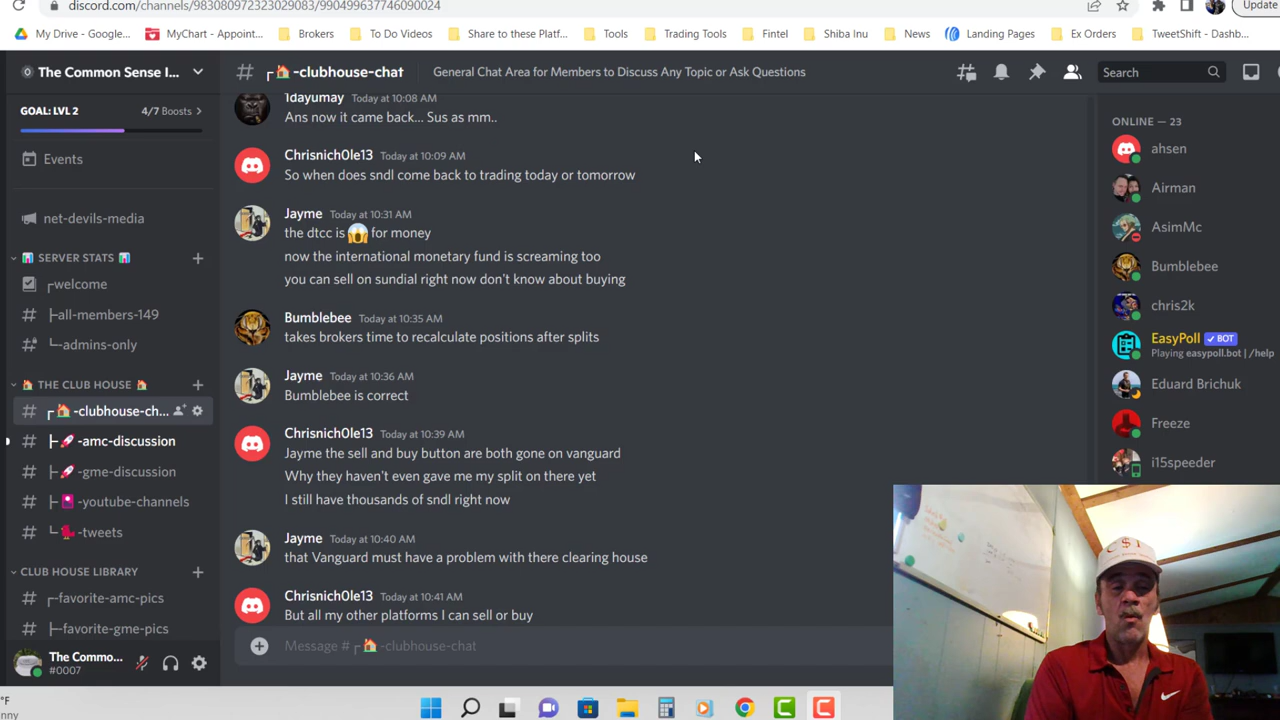 discord.com/channels/983080972323029083/990499637746090024
Update
My Drive - Google...
MyChart - Appoint...
Brokers
To Do Videos
Share to these Platf...
Tools
Trading Tools
Fintel
Shiba Inu
News
Landing Pages
Ex Orders
TweetShift - Dashb...
The Common Sense I...
# ┌🏠-clubhouse-chat
General Chat Area for Members to Discuss Any Topic or Ask Questions
Search
GOAL: LVL 2
4/7 Boosts >
Events
net-devils-media
📊 SERVER STATS 📊
┌welcome
# ├all-members-149
# └-admins-only
🏠 THE CLUB HOUSE 🏠
# ┌🏠-clubhouse-ch...
# ├🚀-amc-discussion
# ├🚀-gme-discussion
# ├-youtube-channels
# └-tweets
CLUB HOUSE LIBRARY
# ┌-favorite-amc-pics
# ├-favorite-gme-pics
The Commo...
#0007
1dayumay Today at 10:08 AM
Ans now it came back... Sus as mm..
Chrisnich0le13 Today at 10:09 AM
So when does sndl come back to trading today or tomorrow
Jayme Today at 10:31 AM
the dtcc is 😱 for money
now the international monetary fund is screaming too
you can sell on sundial right now don't know about buying
Bumblebee Today at 10:35 AM
takes brokers time to recalculate positions after splits
Jayme Today at 10:36 AM
Bumblebee is correct
Chrisnich0le13 Today at 10:39 AM
Jayme the sell and buy button are both gone on vanguard
Why they haven't even gave me my split on there yet
I still have thousands of sndl right now
Jayme Today at 10:40 AM
that Vanguard must have a problem with there clearing house
Chrisnich0le13 Today at 10:41 AM
But all my other platforms I can sell or buy
Message # ┌🏠-clubhouse-chat
ONLINE — 23
ahsen
Airman
AsimMc
Bumblebee
chris2k
EasyPoll ✓ BOT
Playing easypoll.bot | /help
Eduard Brichuk
Freeze
i15speeder
°F
nny